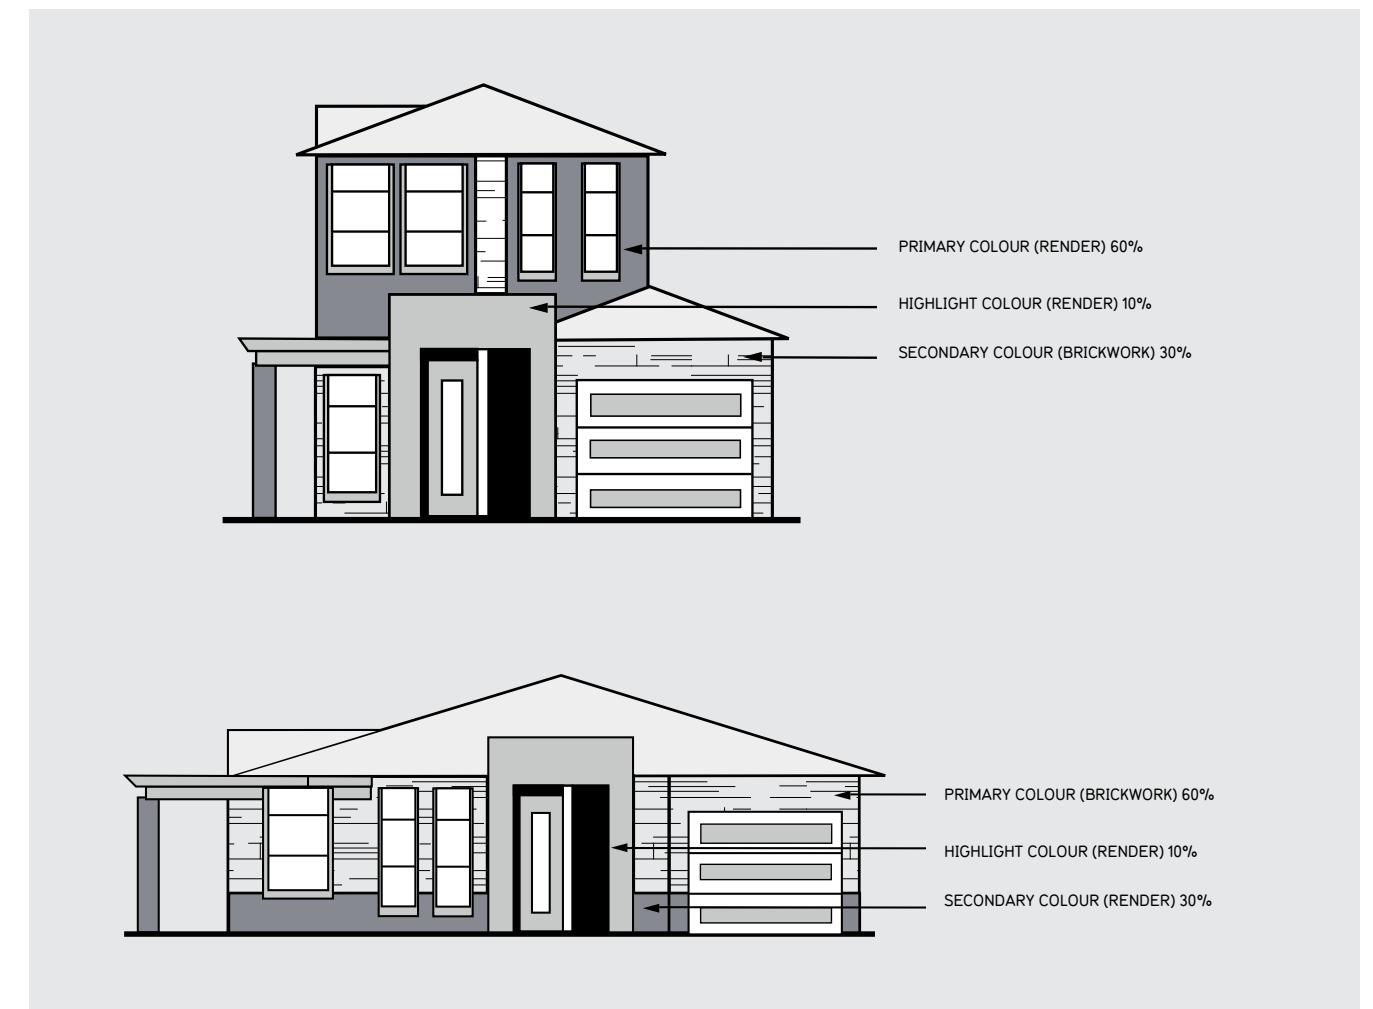 PRIMARY COLOUR (RENDER) 60%
HIGHLIGHT COLOUR (RENDER) 10%
SECONDARY COLOUR (BRICKWORK) 30%
PRIMARY COLOUR (BRICKWORK) 60%
HIGHLIGHT COLOUR (RENDER) 10%
SECONDARY COLOUR (RENDER) 30%